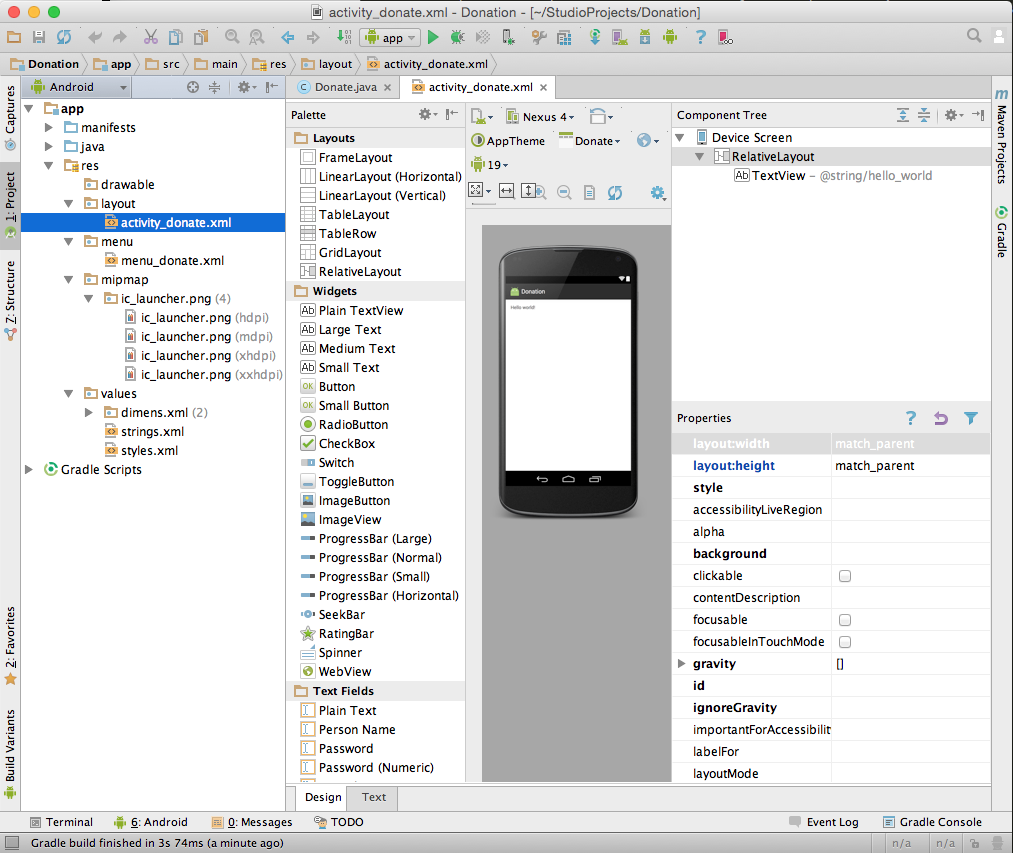 activity_donate.xml - Donation - [~/StudioProjects/Donation]
app
Donation
app
src
main
res
layout
activity_donate.xml
Captures
1: Project
Z: Structure
2: Favorites
Build Variants
Android
app
manifests
java
res
drawable
layout
activity_donate.xml
menu
menu_donate.xml
mipmap
ic_launcher.png (4)
ic_launcher.png (hdpi)
ic_launcher.png (mdpi)
ic_launcher.png (xhdpi)
ic_launcher.png (xxhdpi)
values
dimens.xml (2)
strings.xml
styles.xml
Gradle Scripts
Donate.java
activity_donate.xml
Palette
Layouts
FrameLayout
LinearLayout (Horizontal)
LinearLayout (Vertical)
TableLayout
TableRow
GridLayout
RelativeLayout
Widgets
Ab Plain TextView
Ab Large Text
Ab Medium Text
Ab Small Text
OK Button
OK Small Button
RadioButton
CheckBox
Switch
ToggleButton
ImageButton
ImageView
ProgressBar (Large)
ProgressBar (Normal)
ProgressBar (Small)
ProgressBar (Horizontal)
SeekBar
RatingBar
Spinner
WebView
Text Fields
Plain Text
Person Name
Password
Password (Numeric)
Nexus 4
AppTheme
Donate
19
Donation
Hello world!
Design
Text
Component Tree
Device Screen
RelativeLayout
Ab TextView - @string/hello_world
Properties
layout:width match_parent
layout:height match_parent
style
accessibilityLiveRegion
alpha
background
clickable
contentDescription
focusable
focusableInTouchMode
gravity []
id
ignoreGravity
importantForAccessibilit
labelFor
layoutMode
m Maven Projects
Gradle
Terminal
6: Android
0: Messages
TODO
Event Log
Gradle Console
Gradle build finished in 3s 74ms (a minute ago)
n/a
n/a